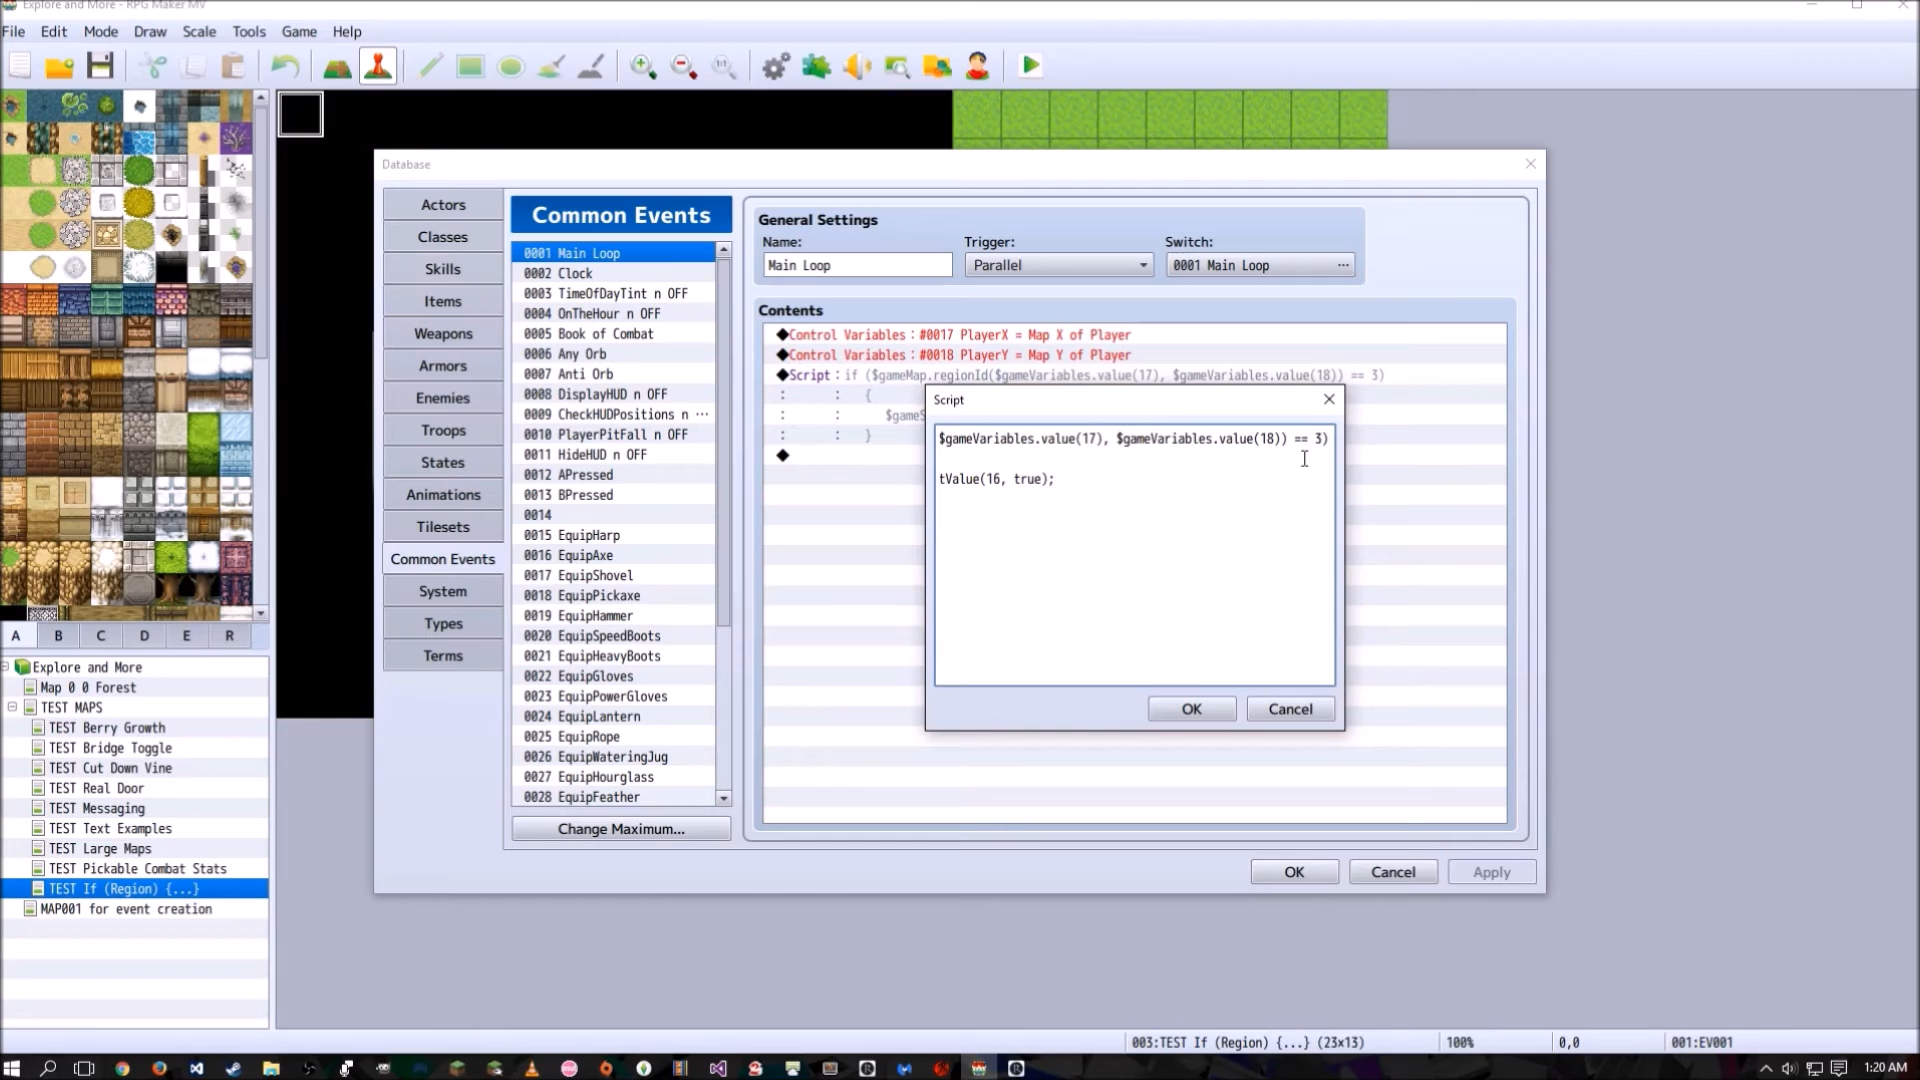 Explore and More - RPG Maker MV
File Edit Mode Draw Scale Tools Game Help
1:1
Database
Actors
Classes
Skills
Items
Weapons
Armors
Enemies
Troops
States
Animations
Tilesets
Common Events
System
Types
Terms
Common Events
0001 Main Loop
0002 Clock
0003 TimeOfDayTint n OFF
0004 OnTheHour n OFF
0005 Book of Combat
0006 Any Orb
0007 Anti Orb
0008 DisplayHUD n OFF
0009 CheckHUDPositions n ···
0010 PlayerPitFall n OFF
0011 HideHUD n OFF
0012 APressed
0013 BPressed
0014
0015 EquipHarp
0016 EquipAxe
0017 EquipShovel
0018 EquipPickaxe
0019 EquipHammer
0020 EquipSpeedBoots
0021 EquipHeavyBoots
0022 EquipGloves
0023 EquipPowerGloves
0024 EquipLantern
0025 EquipRope
0026 EquipWateringJug
0027 EquipHourglass
0028 EquipFeather
Change Maximum...
General Settings
Name: Trigger: Switch:
Main Loop Parallel 0001 Main Loop ...
Contents
◆Control Variables：#0017 PlayerX = Map X of Player
◆Control Variables：#0018 PlayerY = Map Y of Player
◆Script：if ($gameMap.regionId($gameVariables.value(17), $gameVariables.value(18)) == 3)
: : {
: : $gameS
: : }
◆
Script
$gameVariables.value(17), $gameVariables.value(18)) == 3)
tValue(16, true);
OK Cancel
OK Cancel Apply
A B C D E R
Explore and More
Map 0 0 Forest
TEST MAPS
TEST Berry Growth
TEST Bridge Toggle
TEST Cut Down Vine
TEST Real Door
TEST Messaging
TEST Text Examples
TEST Large Maps
TEST Pickable Combat Stats
TEST If (Region) {...}
MAP001 for event creation
003:TEST If (Region) {...} (23x13) 100% 0,0 001:EV001
1:20 AM